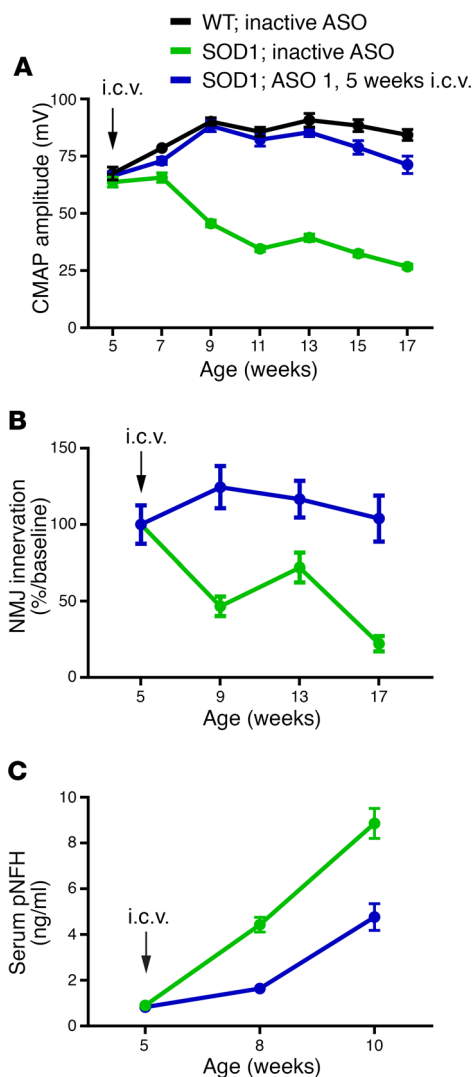 WT; inactive ASO
SOD1; inactive ASO
SOD1; ASO 1, 5 weeks i.c.v.
A
i.c.v.
100
75
50
25
0
CMAP amplitude (mV)
5 7 9 11 13 15 17
Age (weeks)
B
i.c.v.
150
100
50
0
NMJ innervation
(%/baseline)
5 9 13 17
Age (weeks)
C
10
8
6
4
2
0
i.c.v.
Serum pNFH
(ng/ml)
5 8 10
Age (weeks)